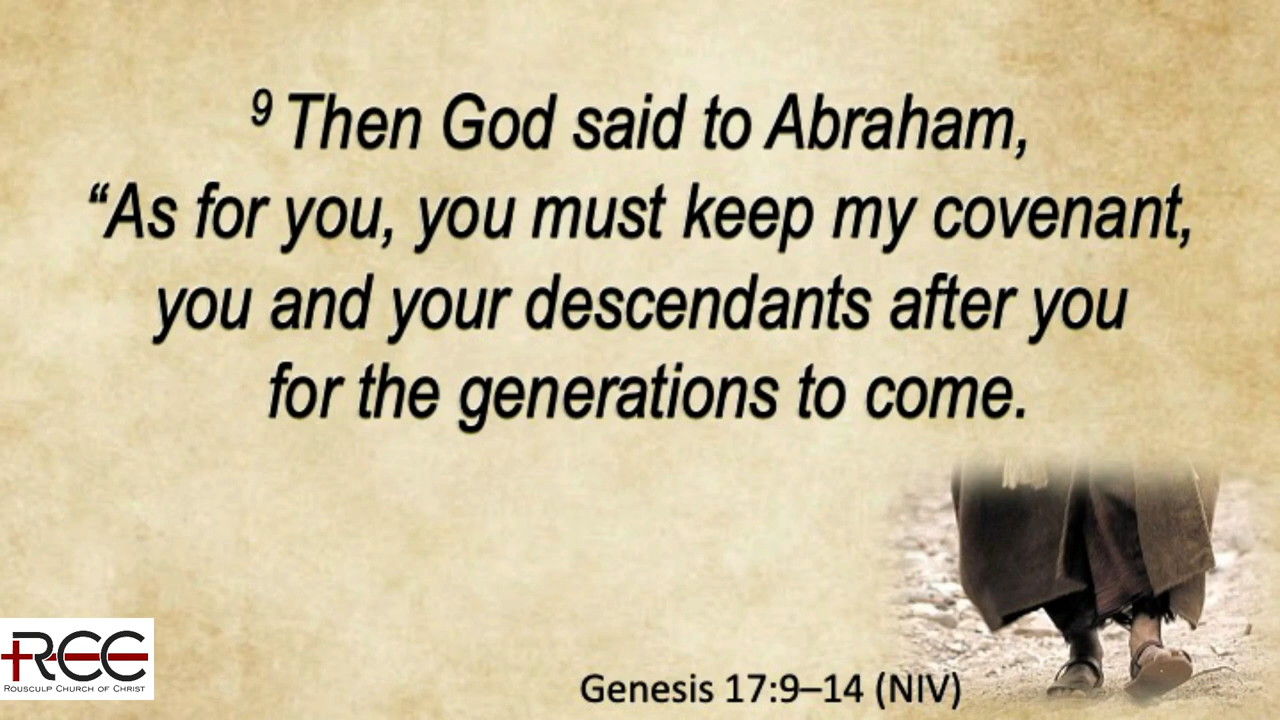 9 Then God said to Abraham,
“As for you, you must keep my covenant,
you and your descendants after you
for the generations to come.
RCC
Rousculp Church of Christ
Genesis 17:9–14 (NIV)